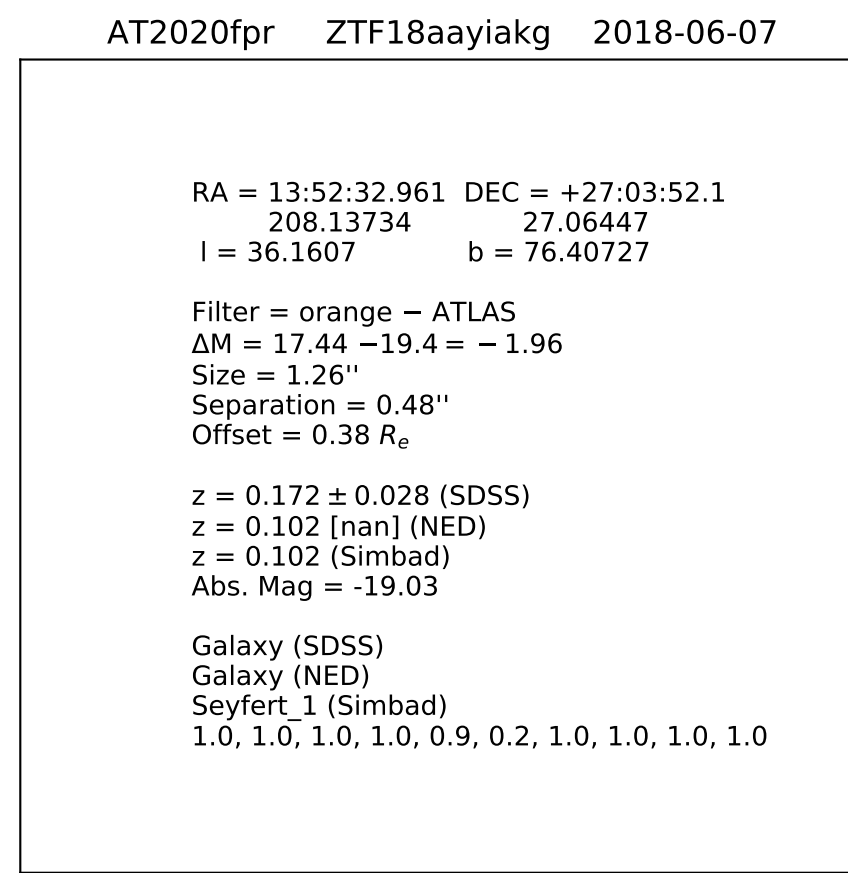 AT2020fpr ZTF18aayiakg 2018-06-07
RA = 13:52:32.961 DEC = +27:03:52.1
208.13734 27.06447
l = 36.1607 b = 76.40727
Filter = orange − ATLAS
ΔM = 17.44 −19.4 = − 1.96
Size = 1.26''
Separation = 0.48''
Offset = 0.38 Rₑ
z = 0.172 ± 0.028 (SDSS)
z = 0.102 [nan] (NED)
z = 0.102 (Simbad)
Abs. Mag = -19.03
Galaxy (SDSS)
Galaxy (NED)
Seyfert_1 (Simbad)
1.0, 1.0, 1.0, 1.0, 0.9, 0.2, 1.0, 1.0, 1.0, 1.0